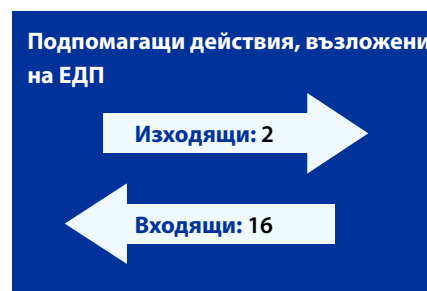 Подпомагащи действия, възложени
на ЕДП
Изходящи: 2
Входящи: 16